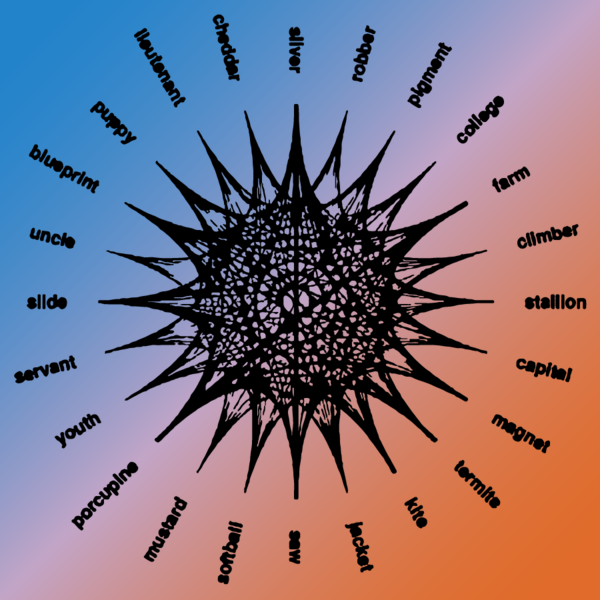 silver
robber
pigment
college
farm
climber
stallion
capital
magnet
termite
kite
jacket
saw
softball
mustard
porcupine
youth
servant
slide
uncle
blueprint
puppy
lieutenant
cheddar